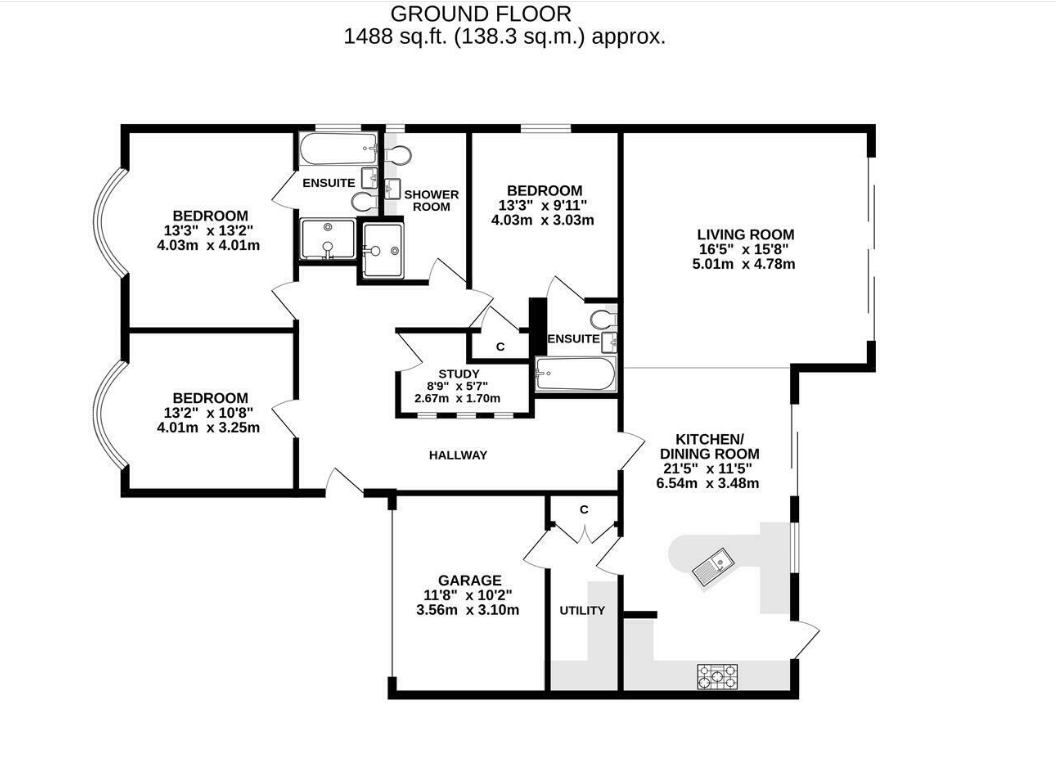 GROUND FLOOR
1488 sq.ft. (138.3 sq.m.) approx.
BEDROOM
13'3" x 13'2"
4.03m x 4.01m
ENSUITE
SHOWER
ROOM
BEDROOM
13'3" x 9'11"
4.03m x 3.03m
LIVING ROOM
16'5" x 15'8"
5.01m x 4.78m
C
ENSUITE
STUDY
8'9" x 5'7"
2.67m x 1.70m
BEDROOM
13'2" x 10'8"
4.01m x 3.25m
HALLWAY
KITCHEN/
DINING ROOM
21'5" x 11'5"
6.54m x 3.48m
C
GARAGE
11'8" x 10'2"
3.56m x 3.10m
UTILITY